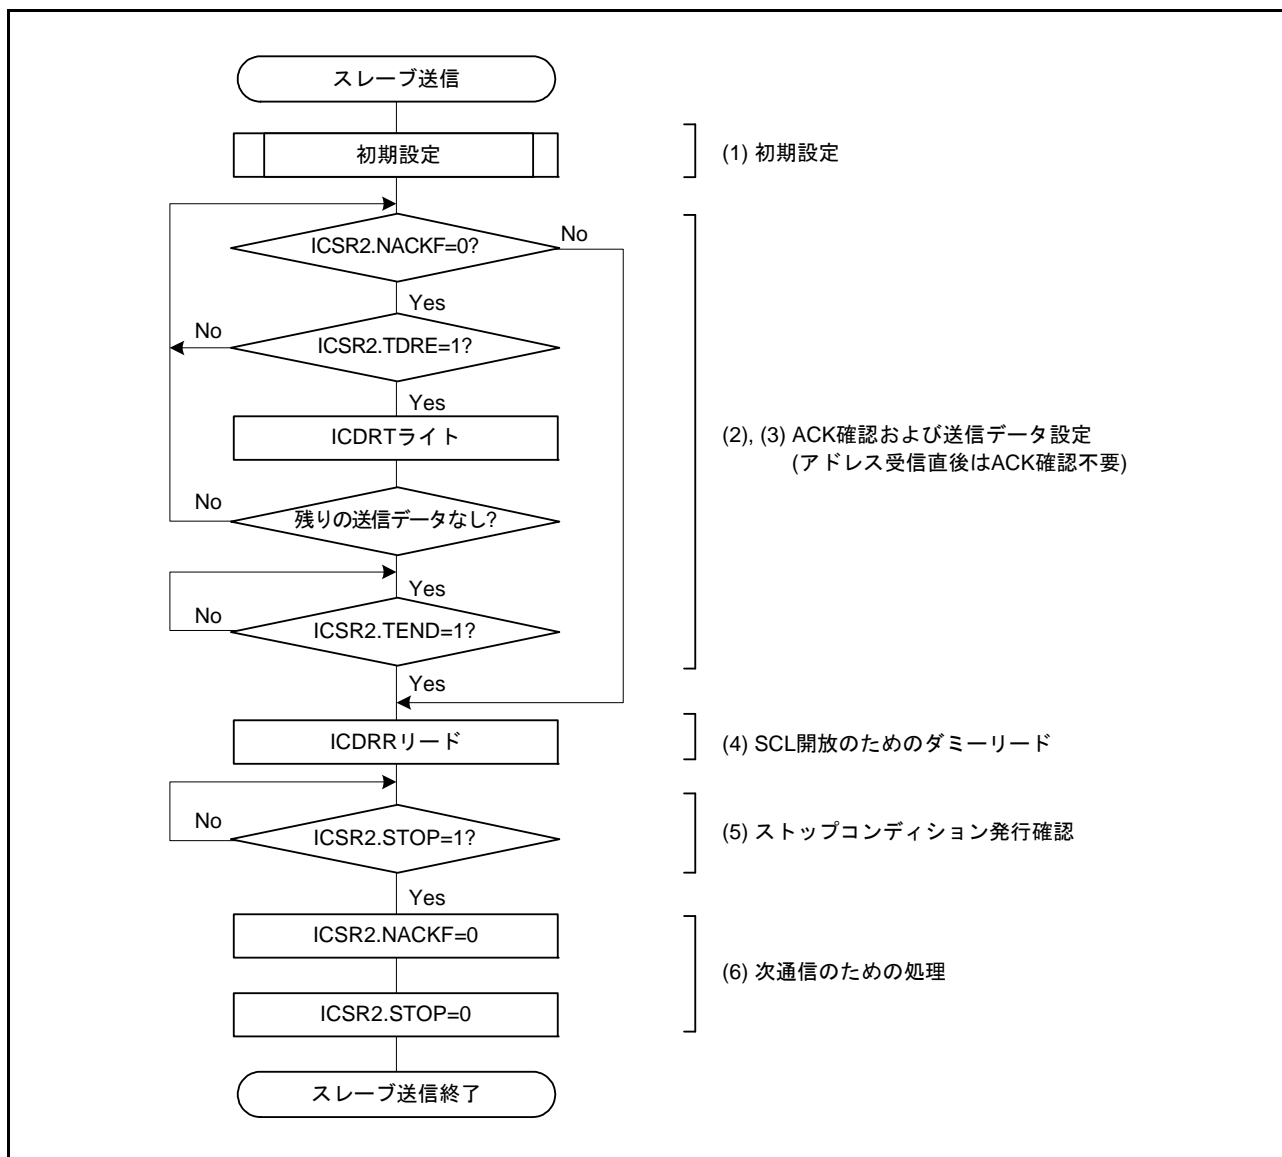 スレーブ送信
初期設定
(1) 初期設定
ICSR2.NACKF=0?
No
Yes
No
ICSR2.TDRE=1?
Yes
ICDRTライト
(2), (3) ACK確認および送信データ設定
(アドレス受信直後はACK確認不要)
No
残りの送信データなし?
Yes
No
ICSR2.TEND=1?
Yes
ICDRRリード
(4) SCL開放のためのダミーリード
No
ICSR2.STOP=1?
(5) ストップコンディション発行確認
Yes
ICSR2.NACKF=0
(6) 次通信のための処理
ICSR2.STOP=0
スレーブ送信終了